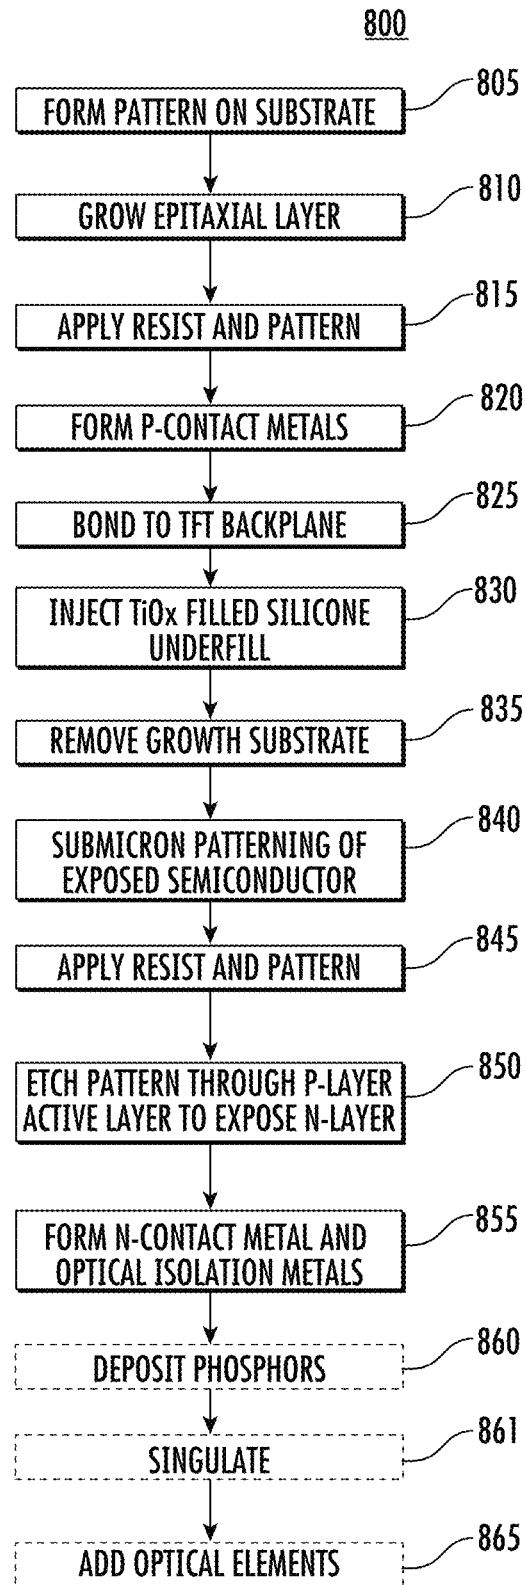 800
FORM PATTERN ON SUBSTRATE
805
GROW EPITAXIAL LAYER
810
APPLY RESIST AND PATTERN
815
FORM P-CONTACT METALS
820
BOND TO TFT BACKPLANE
825
INJECT TiOx FILLED SILICONE
UNDERFILL
830
REMOVE GROWTH SUBSTRATE
835
SUBMICRON PATTERNING OF
EXPOSED SEMICONDUCTOR
840
APPLY RESIST AND PATTERN
845
ETCH PATTERN THROUGH P-LAYER
ACTIVE LAYER TO EXPOSE N-LAYER
850
FORM N-CONTACT METAL AND
OPTICAL ISOLATION METALS
855
DEPOSIT PHOSPHORS
860
SINGULATE
861
ADD OPTICAL ELEMENTS
865